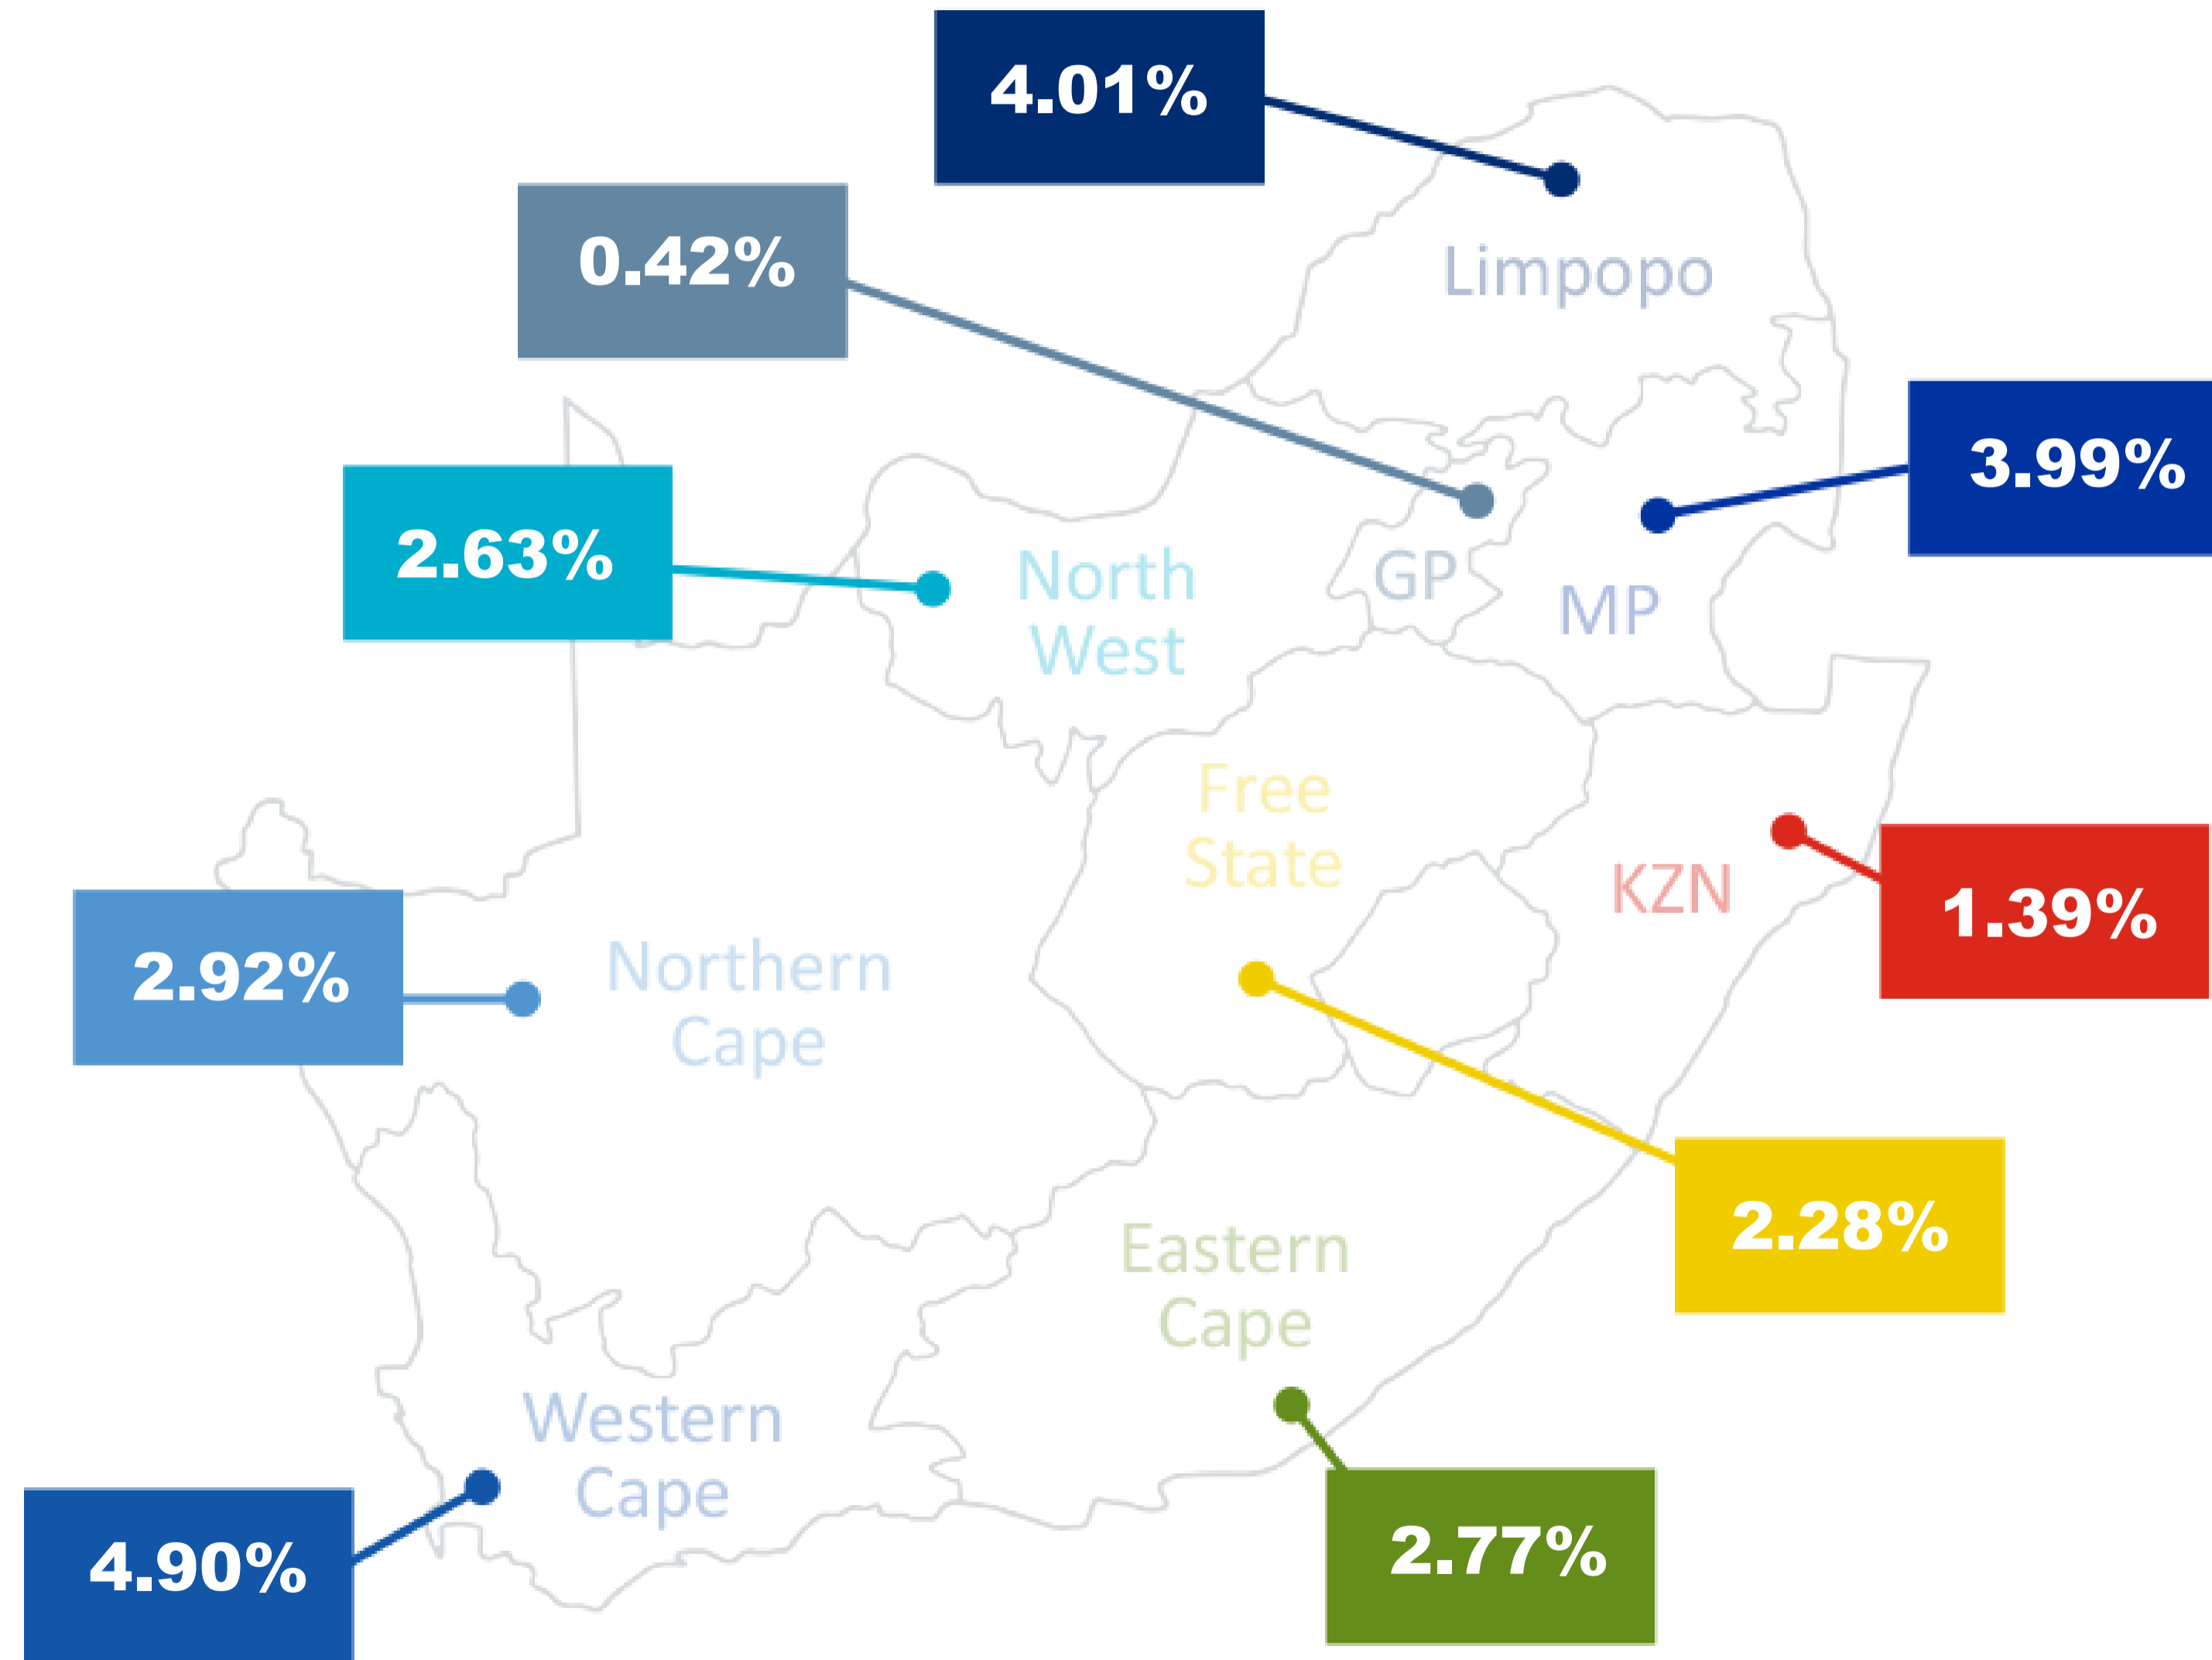 4.01%
0.42%
Limpopo
3.99%
2.63%
North
West
GP
MP
Free
State
KZN
1.39%
2.92%
Northern
Cape
2.28%
Eastern
Cape
Western
Cape
4.90%
2.77%